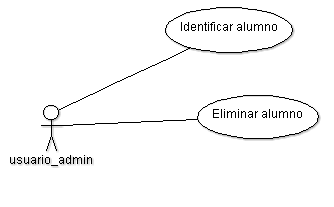 Identificar alumno
Eliminar alumno
usuario_admin